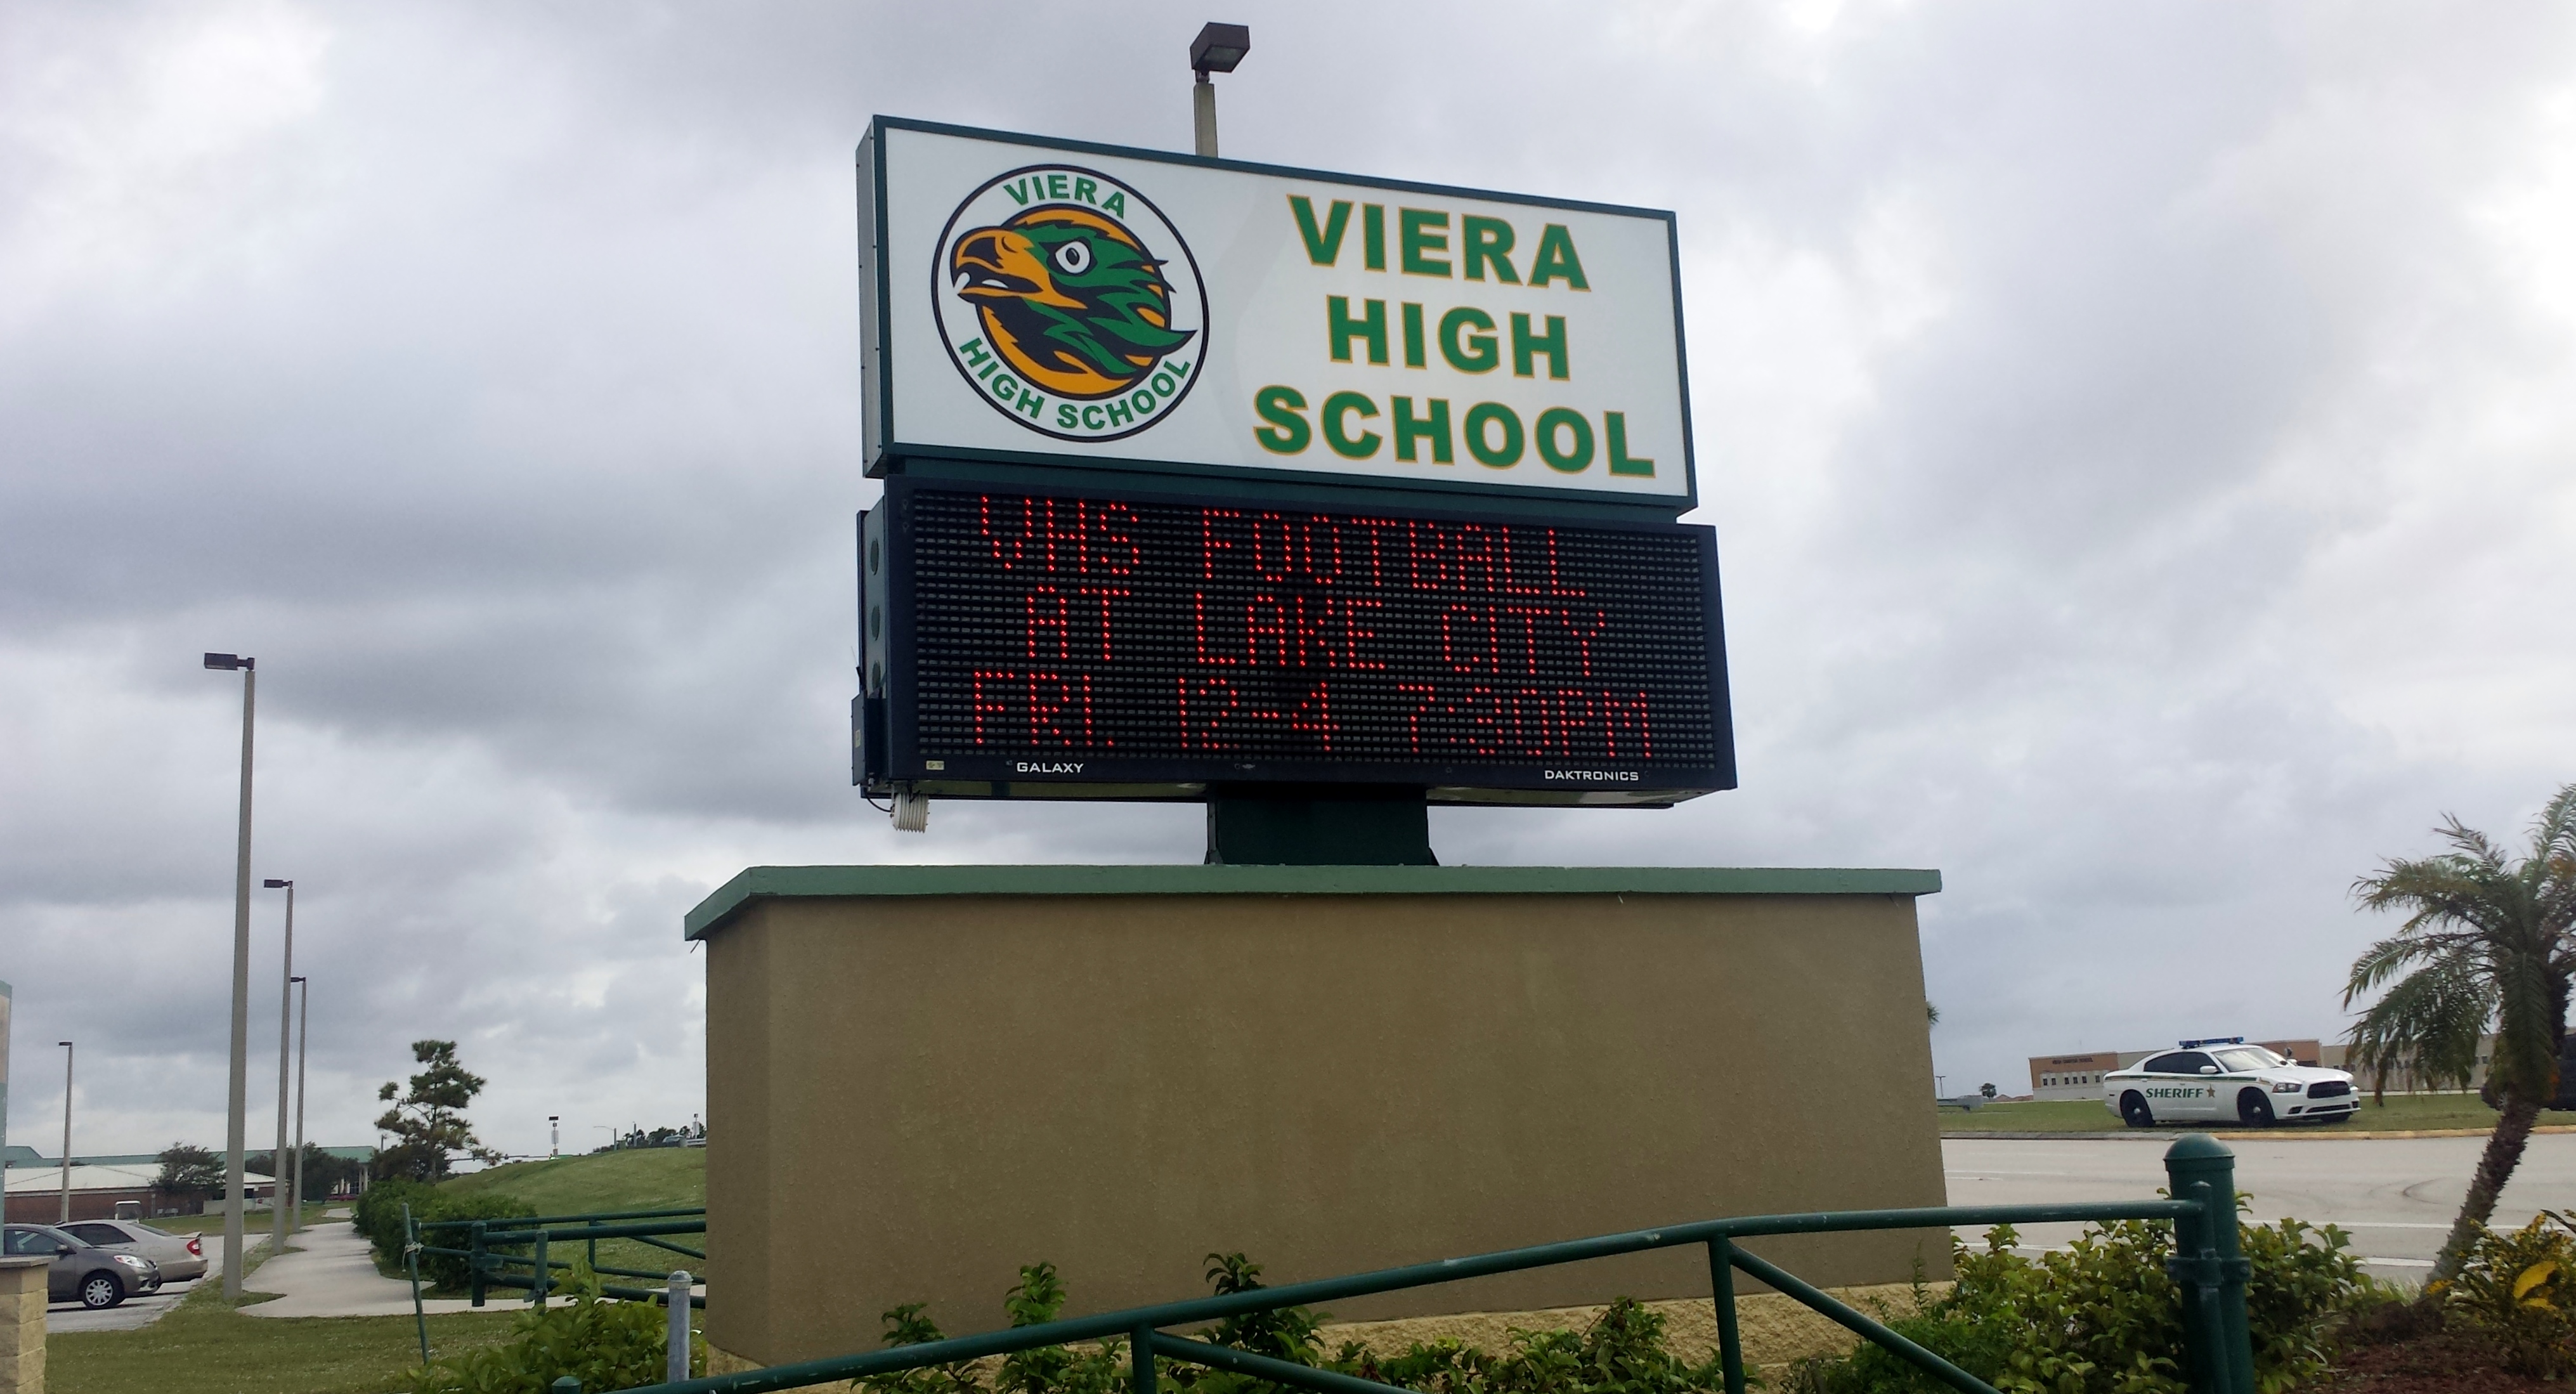 VIERA
HIGH SCHOOL
VIERA
HIGH
SCHOOL
VHS FOOTBALL
AT LAKE CITY
FRI. 12-4 7:30PM
GALAXY
DAKTRONICS
SHERIFF